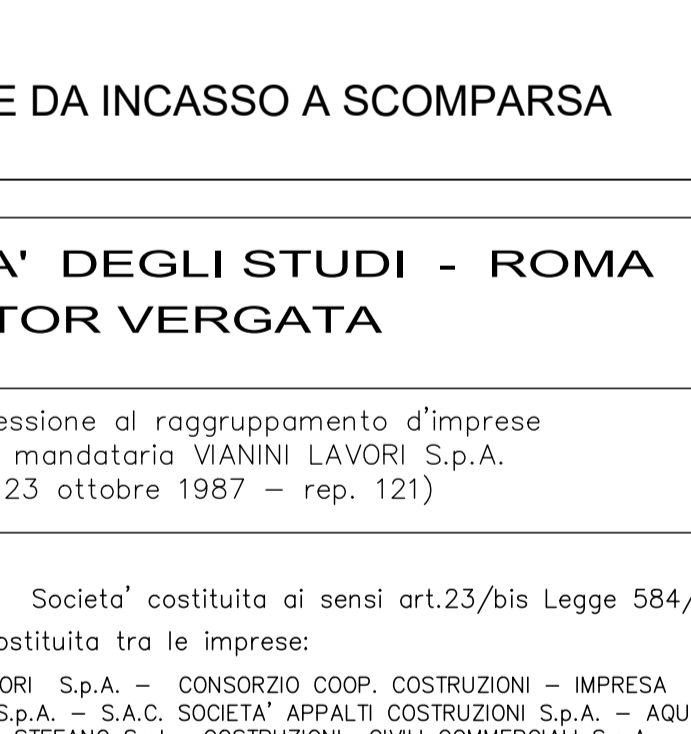 E DA INCASSO A SCOMPARSA
A' DEGLI STUDI - ROMA
TOR VERGATA
essione al raggruppamento d'imprese
mandataria VIANINI LAVORI S.p.A.
23 ottobre 1987 – rep. 121)
Societa' costituita ai sensi art.23/bis Legge 584/
ostituita tra le imprese:
ORI S.p.A. – CONSORZIO COOP. COSTRUZIONI – IMPRESA
S.p.A. – S.A.C. SOCIETA' APPALTI COSTRUZIONI S.p.A. – AQU